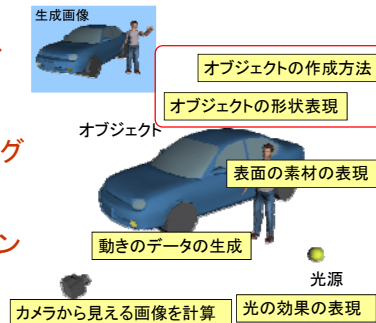 生成画像
オブジェクトの作成方法
オブジェクトの形状表現
オブジェクト
グ
表面の素材の表現
ン
動きのデータの生成
光源
カメラから見える画像を計算
光の効果の表現